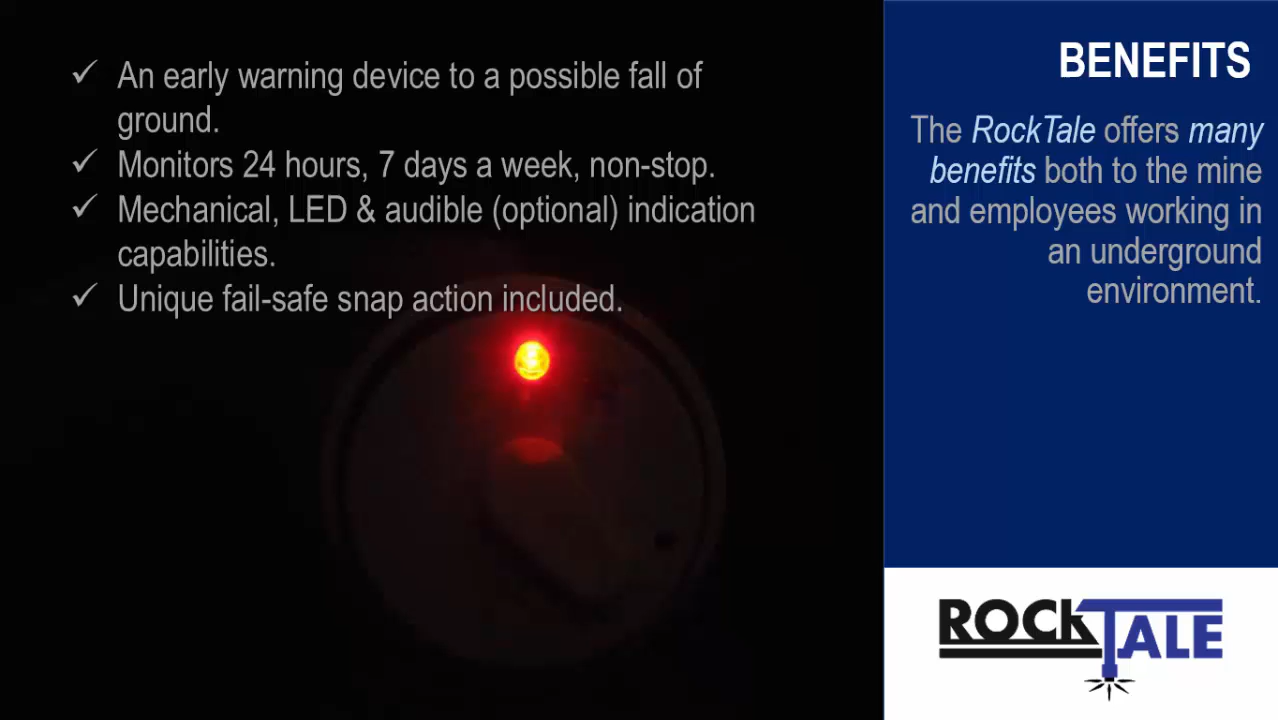 ✓ An early warning device to a possible fall of
ground.
✓ Monitors 24 hours, 7 days a week, non-stop.
✓ Mechanical, LED & audible (optional) indication
capabilities.
✓ Unique fail-safe snap action included.
BENEFITS
The RockTale offers many
benefits both to the mine
and employees working in
an underground
environment.
ROCKTALE